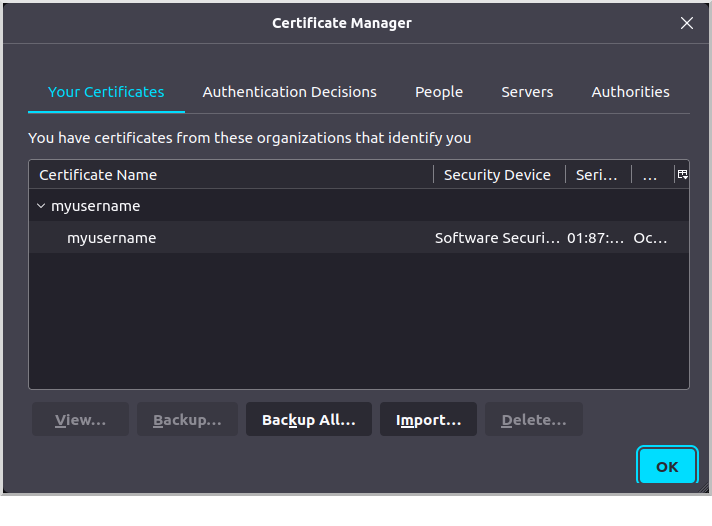 Certificate Manager
Your Certificates Authentication Decisions People Servers Authorities
You have certificates from these organizations that identify you
Certificate Name Security Device Seri... ...
myusername
myusername Software Securi... 01:87:... Oc...
View... Backup... Backup All... Import... Delete...
OK